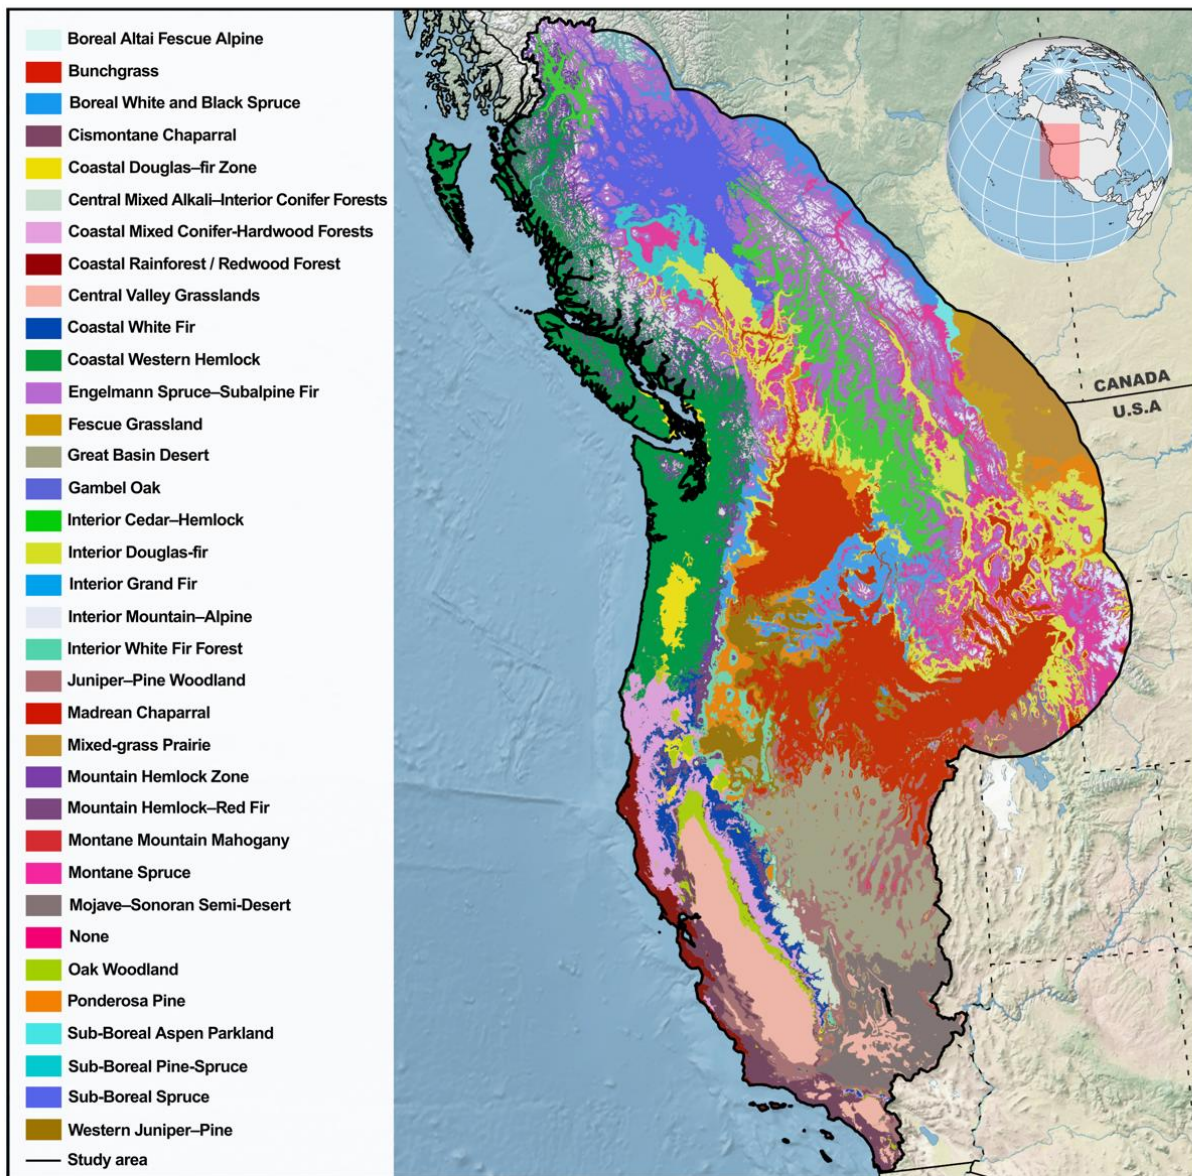 Boreal Altai Fescue Alpine
Bunchgrass
Boreal White and Black Spruce
Cismontane Chaparral
Coastal Douglas–fir Zone
Central Mixed Alkali–Interior Conifer Forests
Coastal Mixed Conifer-Hardwood Forests
Coastal Rainforest / Redwood Forest
Central Valley Grasslands
Coastal White Fir
Coastal Western Hemlock
Engelmann Spruce–Subalpine Fir
Fescue Grassland
Great Basin Desert
Gambel Oak
Interior Cedar–Hemlock
Interior Douglas-fir
Interior Grand Fir
Interior Mountain–Alpine
Interior White Fir Forest
Juniper–Pine Woodland
Madrean Chaparral
Mixed-grass Prairie
Mountain Hemlock Zone
Mountain Hemlock–Red Fir
Montane Mountain Mahogany
Montane Spruce
Mojave–Sonoran Semi-Desert
None
Oak Woodland
Ponderosa Pine
Sub-Boreal Aspen Parkland
Sub-Boreal Pine-Spruce
Sub-Boreal Spruce
Western Juniper–Pine
Study area
CANADA
U.S.A